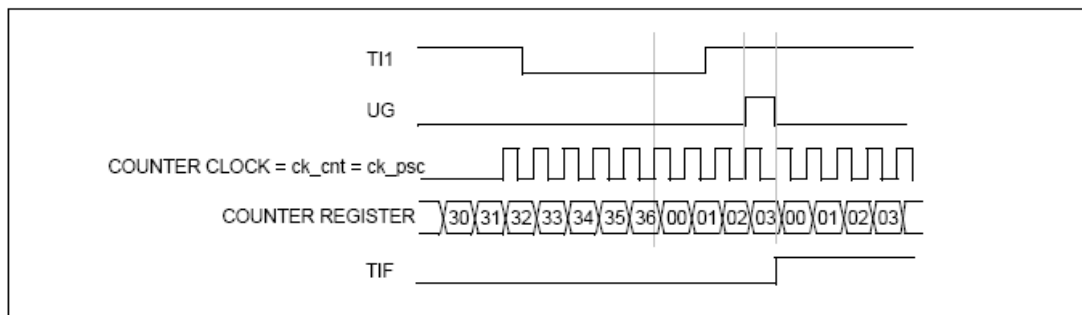 TI1
UG
COUNTER CLOCK = ck_cnt = ck_psc
COUNTER REGISTER 30 31 32 33 34 35 36 00 01 02 03 00 01 02 03
TIF